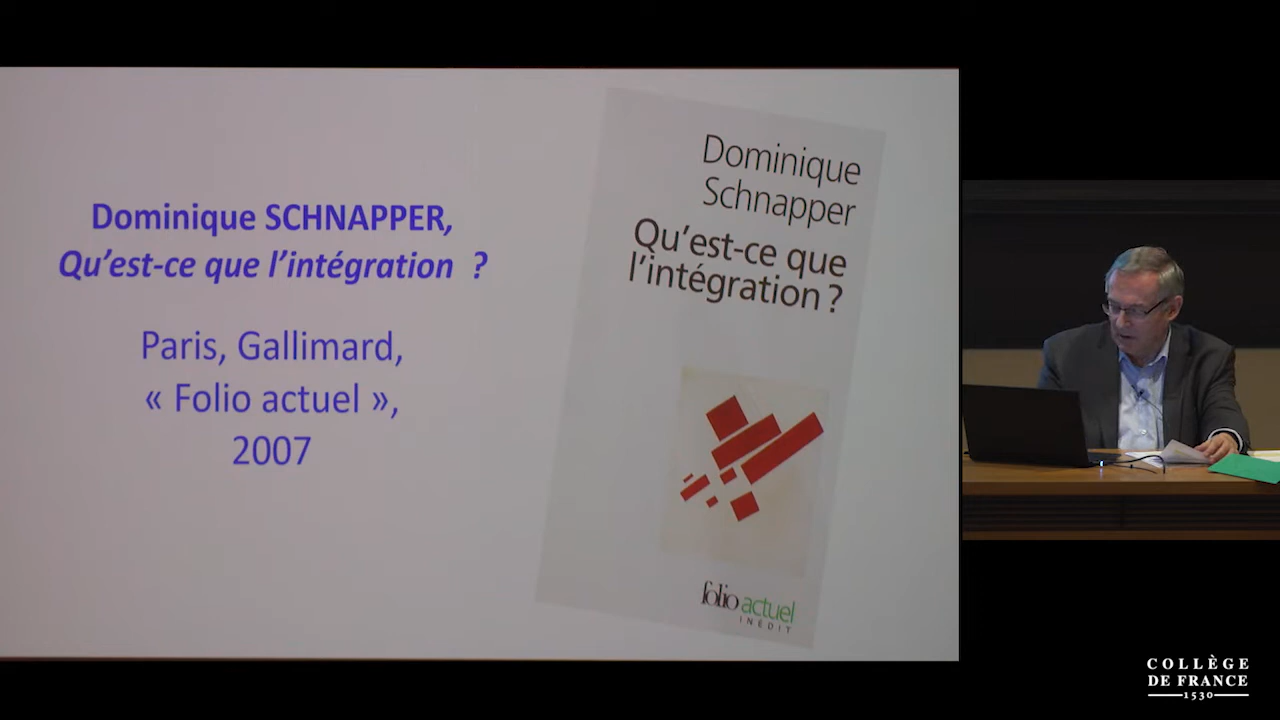 Dominique SCHNAPPER,
Qu'est-ce que l'intégration ?
Paris, Gallimard,
« Folio actuel »,
2007
Dominique
Schnapper
Qu'est-ce que
l'intégration ?
folio actuel
INÉDIT
COLLÈGE
DE FRANCE
1530